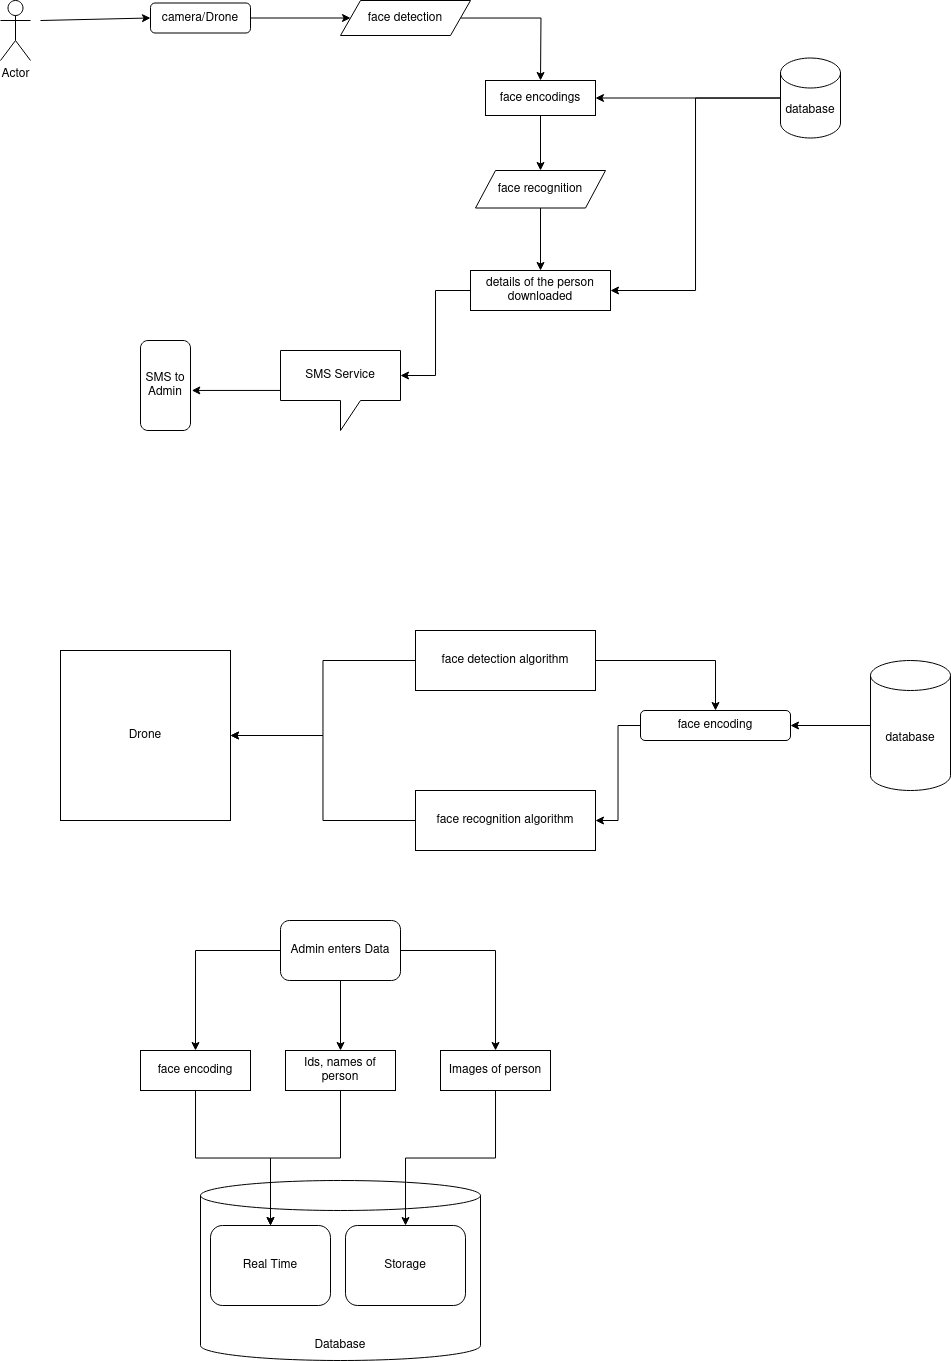 camera/Drone
face detection
Actor
face encodings
database
face recognition
details of the person
downloaded
SMS Service
SMS to
Admin
face detection algorithm
Drone
face encoding
database
face recognition algorithm
Admin enters Data
face encoding
Ids, names of
person
Images of person
Real Time
Storage
Database